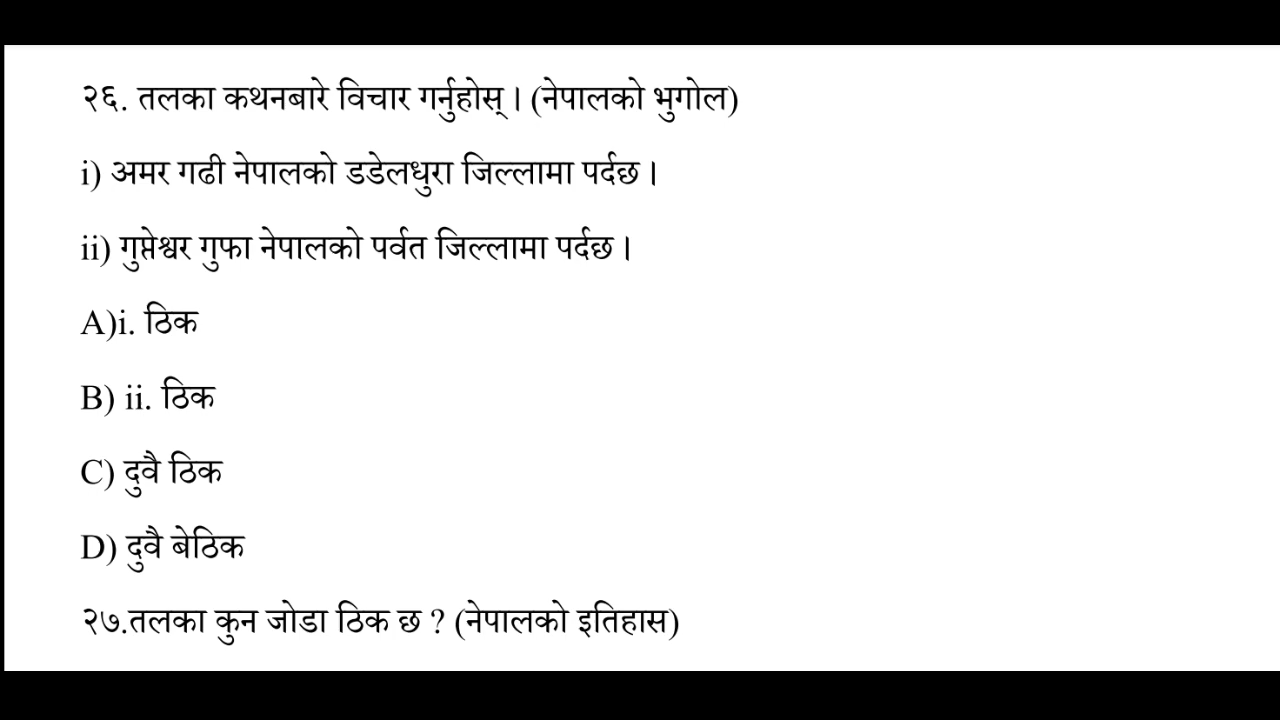 २६. तलका कथनबारे विचार गर्नुहोस् । (नेपालको भुगोल)
i) अमर गढी नेपालको डडेलधुरा जिल्लामा पर्दछ ।
ii) गुप्तेश्वर गुफा नेपालको पर्वत जिल्लामा पर्दछ ।
A)i. ठिक
B) ii. ठिक
C) दुवै ठिक
D) दुवै बेठिक
२७.तलका कुन जोडा ठिक छ ? (नेपालको इतिहास)